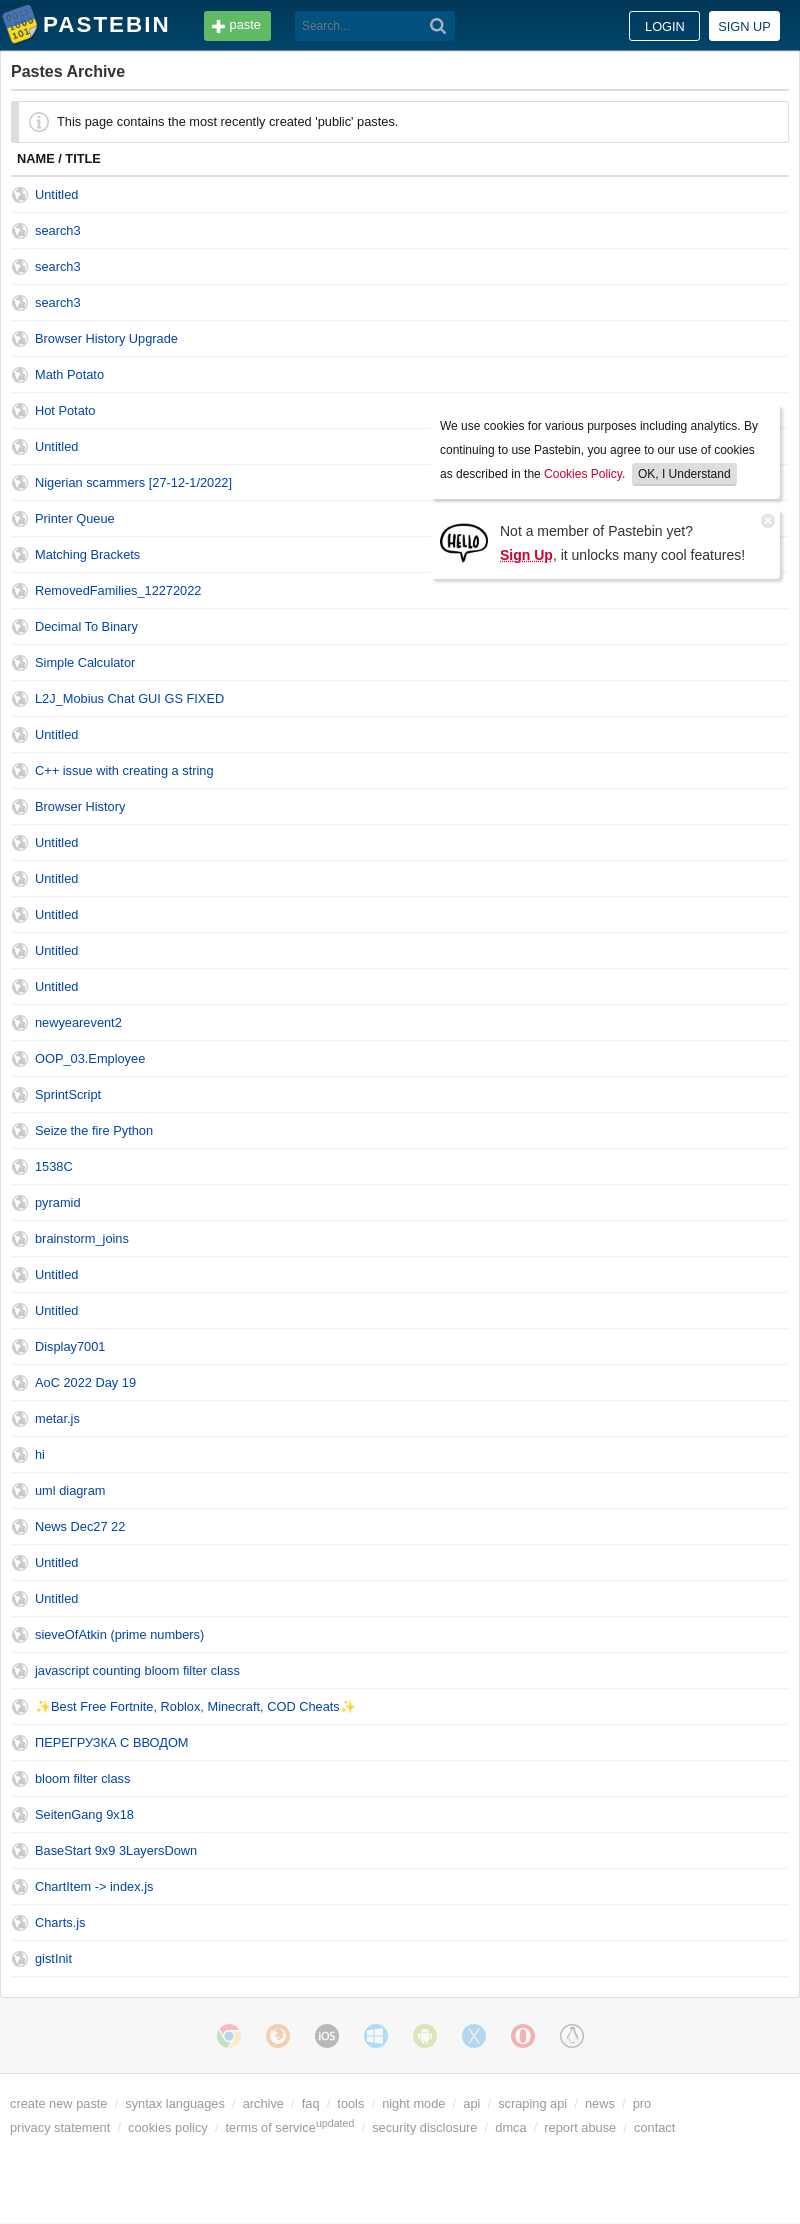 PASTEBIN
paste
Search...
LOGIN
SIGN UP
Pastes Archive
This page contains the most recently created 'public' pastes.
NAME / TITLE
Untitled
search3
search3
search3
Browser History Upgrade
Math Potato
Hot Potato
Untitled
Nigerian scammers [27-12-1/2022]
Printer Queue
Matching Brackets
RemovedFamilies_12272022
Decimal To Binary
Simple Calculator
L2J_Mobius Chat GUI GS FIXED
Untitled
C++ issue with creating a string
Browser History
Untitled
Untitled
Untitled
Untitled
Untitled
newyearevent2
OOP_03.Employee
SprintScript
Seize the fire Python
1538C
pyramid
brainstorm_joins
Untitled
Untitled
Display7001
AoC 2022 Day 19
metar.js
hi
uml diagram
News Dec27 22
Untitled
Untitled
sieveOfAtkin (prime numbers)
javascript counting bloom filter class
✨Best Free Fortnite, Roblox, Minecraft, COD Cheats✨
ПЕРЕГРУЗКА С ВВОДОМ
bloom filter class
SeitenGang 9x18
BaseStart 9x9 3LayersDown
ChartItem -> index.js
Charts.js
gistInit
We use cookies for various purposes including analytics. By
continuing to use Pastebin, you agree to our use of cookies
as described in the Cookies Policy. OK, I Understand
HELLO
Not a member of Pastebin yet?
Sign Up, it unlocks many cool features!
iOS
create new paste / syntax languages / archive / faq / tools / night mode / api / scraping api / news / pro
privacy statement / cookies policy / terms of serviceupdated / security disclosure / dmca / report abuse / contact